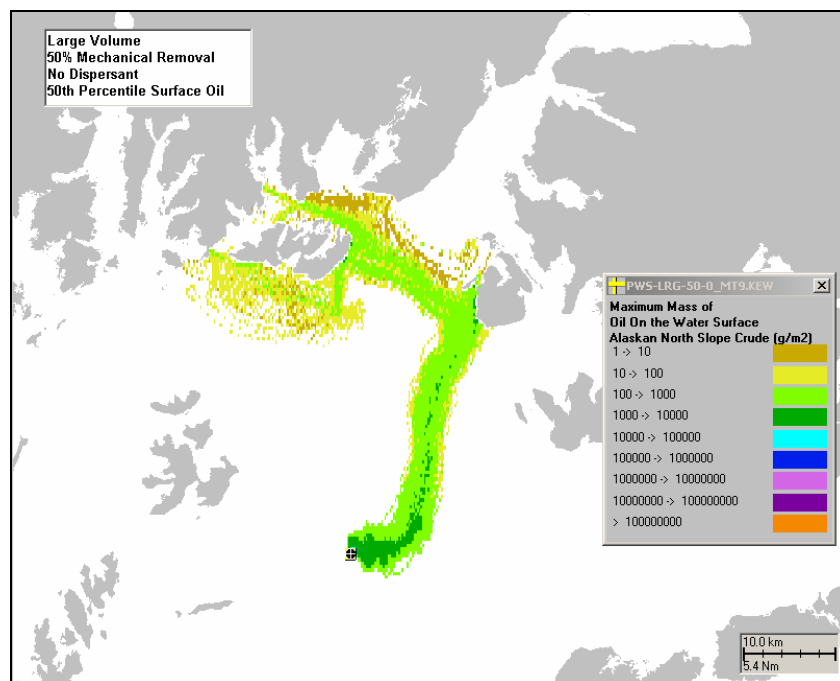 Large Volume
50% Mechanical Removal
No Dispersant
50th Percentile Surface Oil
PWS-LRG-50-0_MT9.KEW
Maximum Mass of
Oil On the Water Surface
Alaskan North Slope Crude (g/m2)
1 -> 10
10 -> 100
100 -> 1000
1000 -> 10000
10000 -> 100000
100000 -> 1000000
1000000 -> 10000000
10000000 -> 100000000
> 100000000
10.0 km
5.4 Nm